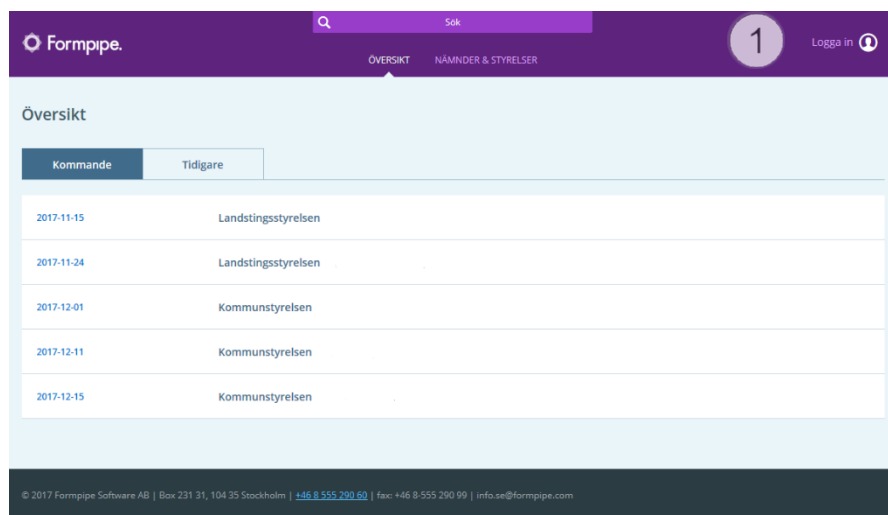 Formpipe.
Sök
ÖVERSIKT NÄMNDER & STYRELSER
1
Logga in
Översikt
Kommande Tidigare
2017-11-15 Landstingsstyrelsen
2017-11-24 Landstingsstyrelsen
2017-12-01 Kommunstyrelsen
2017-12-11 Kommunstyrelsen
2017-12-15 Kommunstyrelsen
© 2017 Formpipe Software AB | Box 231 31, 104 35 Stockholm | +46 8 555 290 60 | fax: +46 8-555 290 99 | info.se@formpipe.com